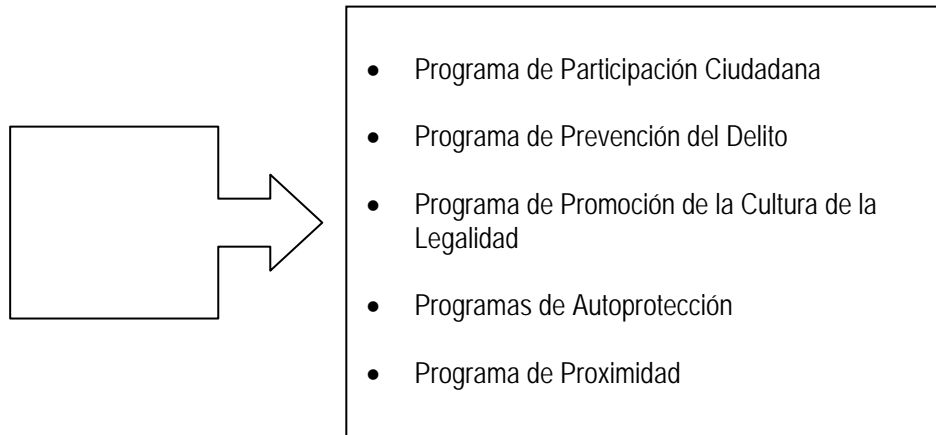 • Programa de Participación Ciudadana
• Programa de Prevención del Delito
• Programa de Promoción de la Cultura de la
Legalidad
• Programas de Autoprotección
• Programa de Proximidad